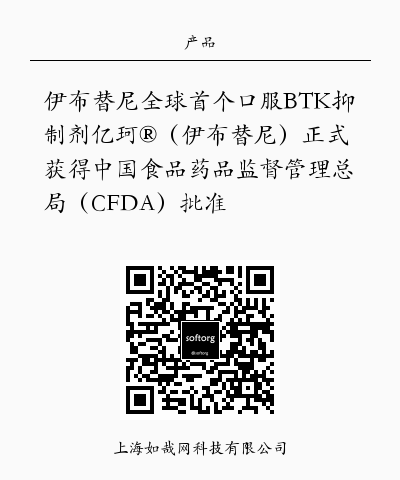 产品
伊布替尼全球首个口服BTK抑
制剂亿珂®（伊布替尼）正式
获得中国食品药品监督管理总
局（CFDA）批准
softorg
@softorg
上海如哉网科技有限公司